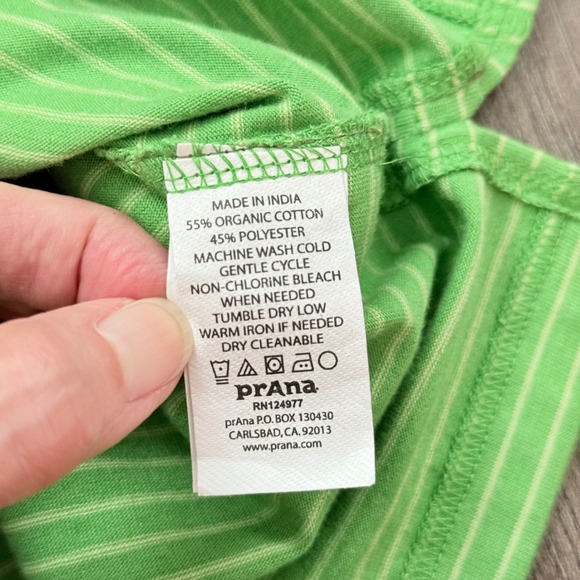 MADE IN INDIA
55% ORGANIC COTTON
45% POLYESTER
MACHINE WASH COLD
GENTLE CYCLE
NON-CHLORINE BLEACH
WHEN NEEDED
TUMBLE DRY LOW
WARM IRON IF NEEDED
DRY CLEANABLE
prAna
RN124977
prAna P.O. BOX 130430
CARLSBAD, CA. 92013
www.prana.com